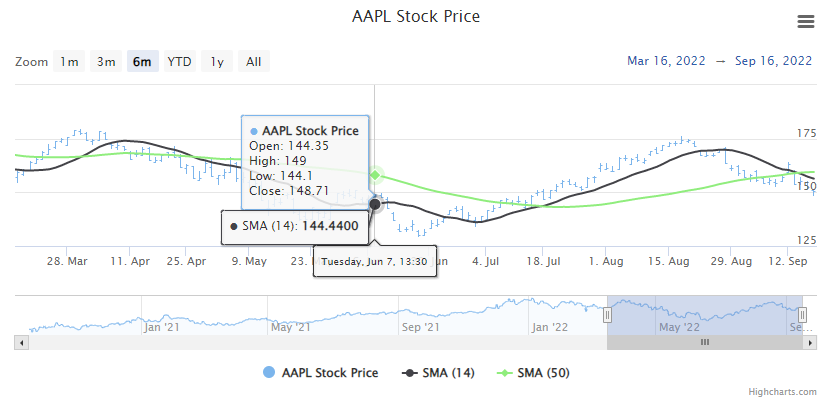 AAPL Stock Price
Zoom 1m 3m 6m YTD 1y All
Mar 16, 2022 → Sep 16, 2022
175
150
125
AAPL Stock Price
Open: 144.35
High: 149
Low: 144.1
Close: 148.71
SMA (14): 144.4400
Tuesday, Jun 7, 13:30
28. Mar 11. Apr 25. Apr 9. May 4. Jul 18. Jul 1. Aug 15. Aug 29. Aug 12. Sep
Jan '21 May '21 Sep '21 Jan '22 May '22 Se...
AAPL Stock Price SMA (14) SMA (50)
Highcharts.com